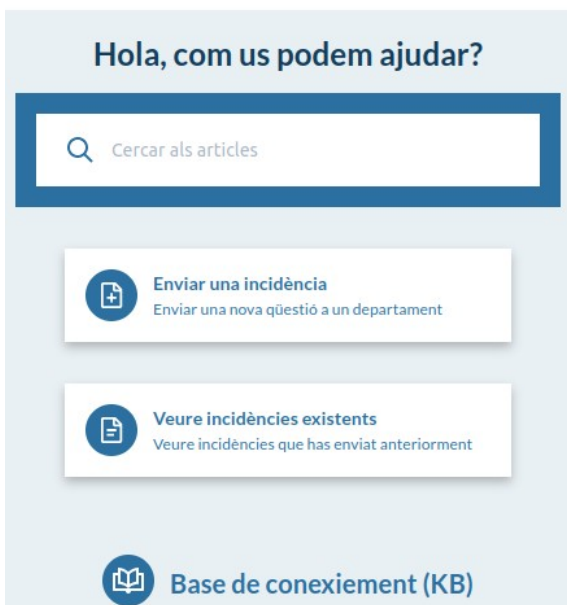 Hola, com us podem ajudar?
Cercar als articles
Enviar una incidència
Enviar una nova qüestió a un departament
Veure incidències existents
Veure incidències que has enviat anteriorment
Base de conexiement (KB)